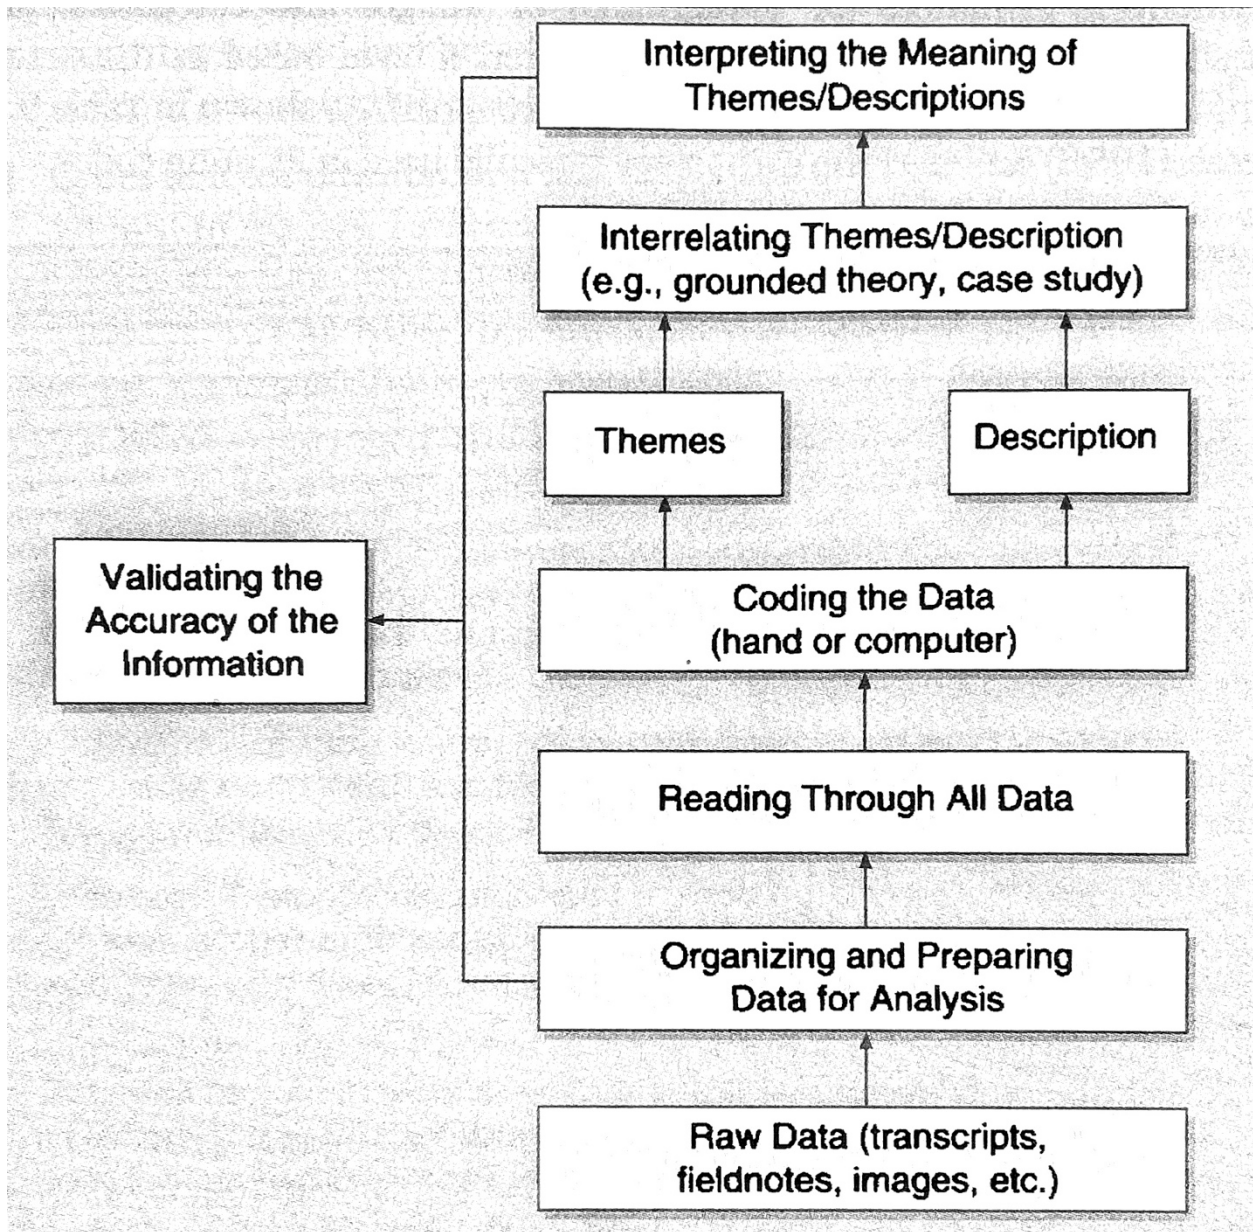 Interpreting the Meaning of
Themes/Descriptions
Interrelating Themes/Description
(e.g., grounded theory, case study)
Themes
Description
Validating the
Accuracy of the
Information
Coding the Data
(hand or computer)
Reading Through All Data
Organizing and Preparing
Data for Analysis
Raw Data (transcripts,
fieldnotes, images, etc.)